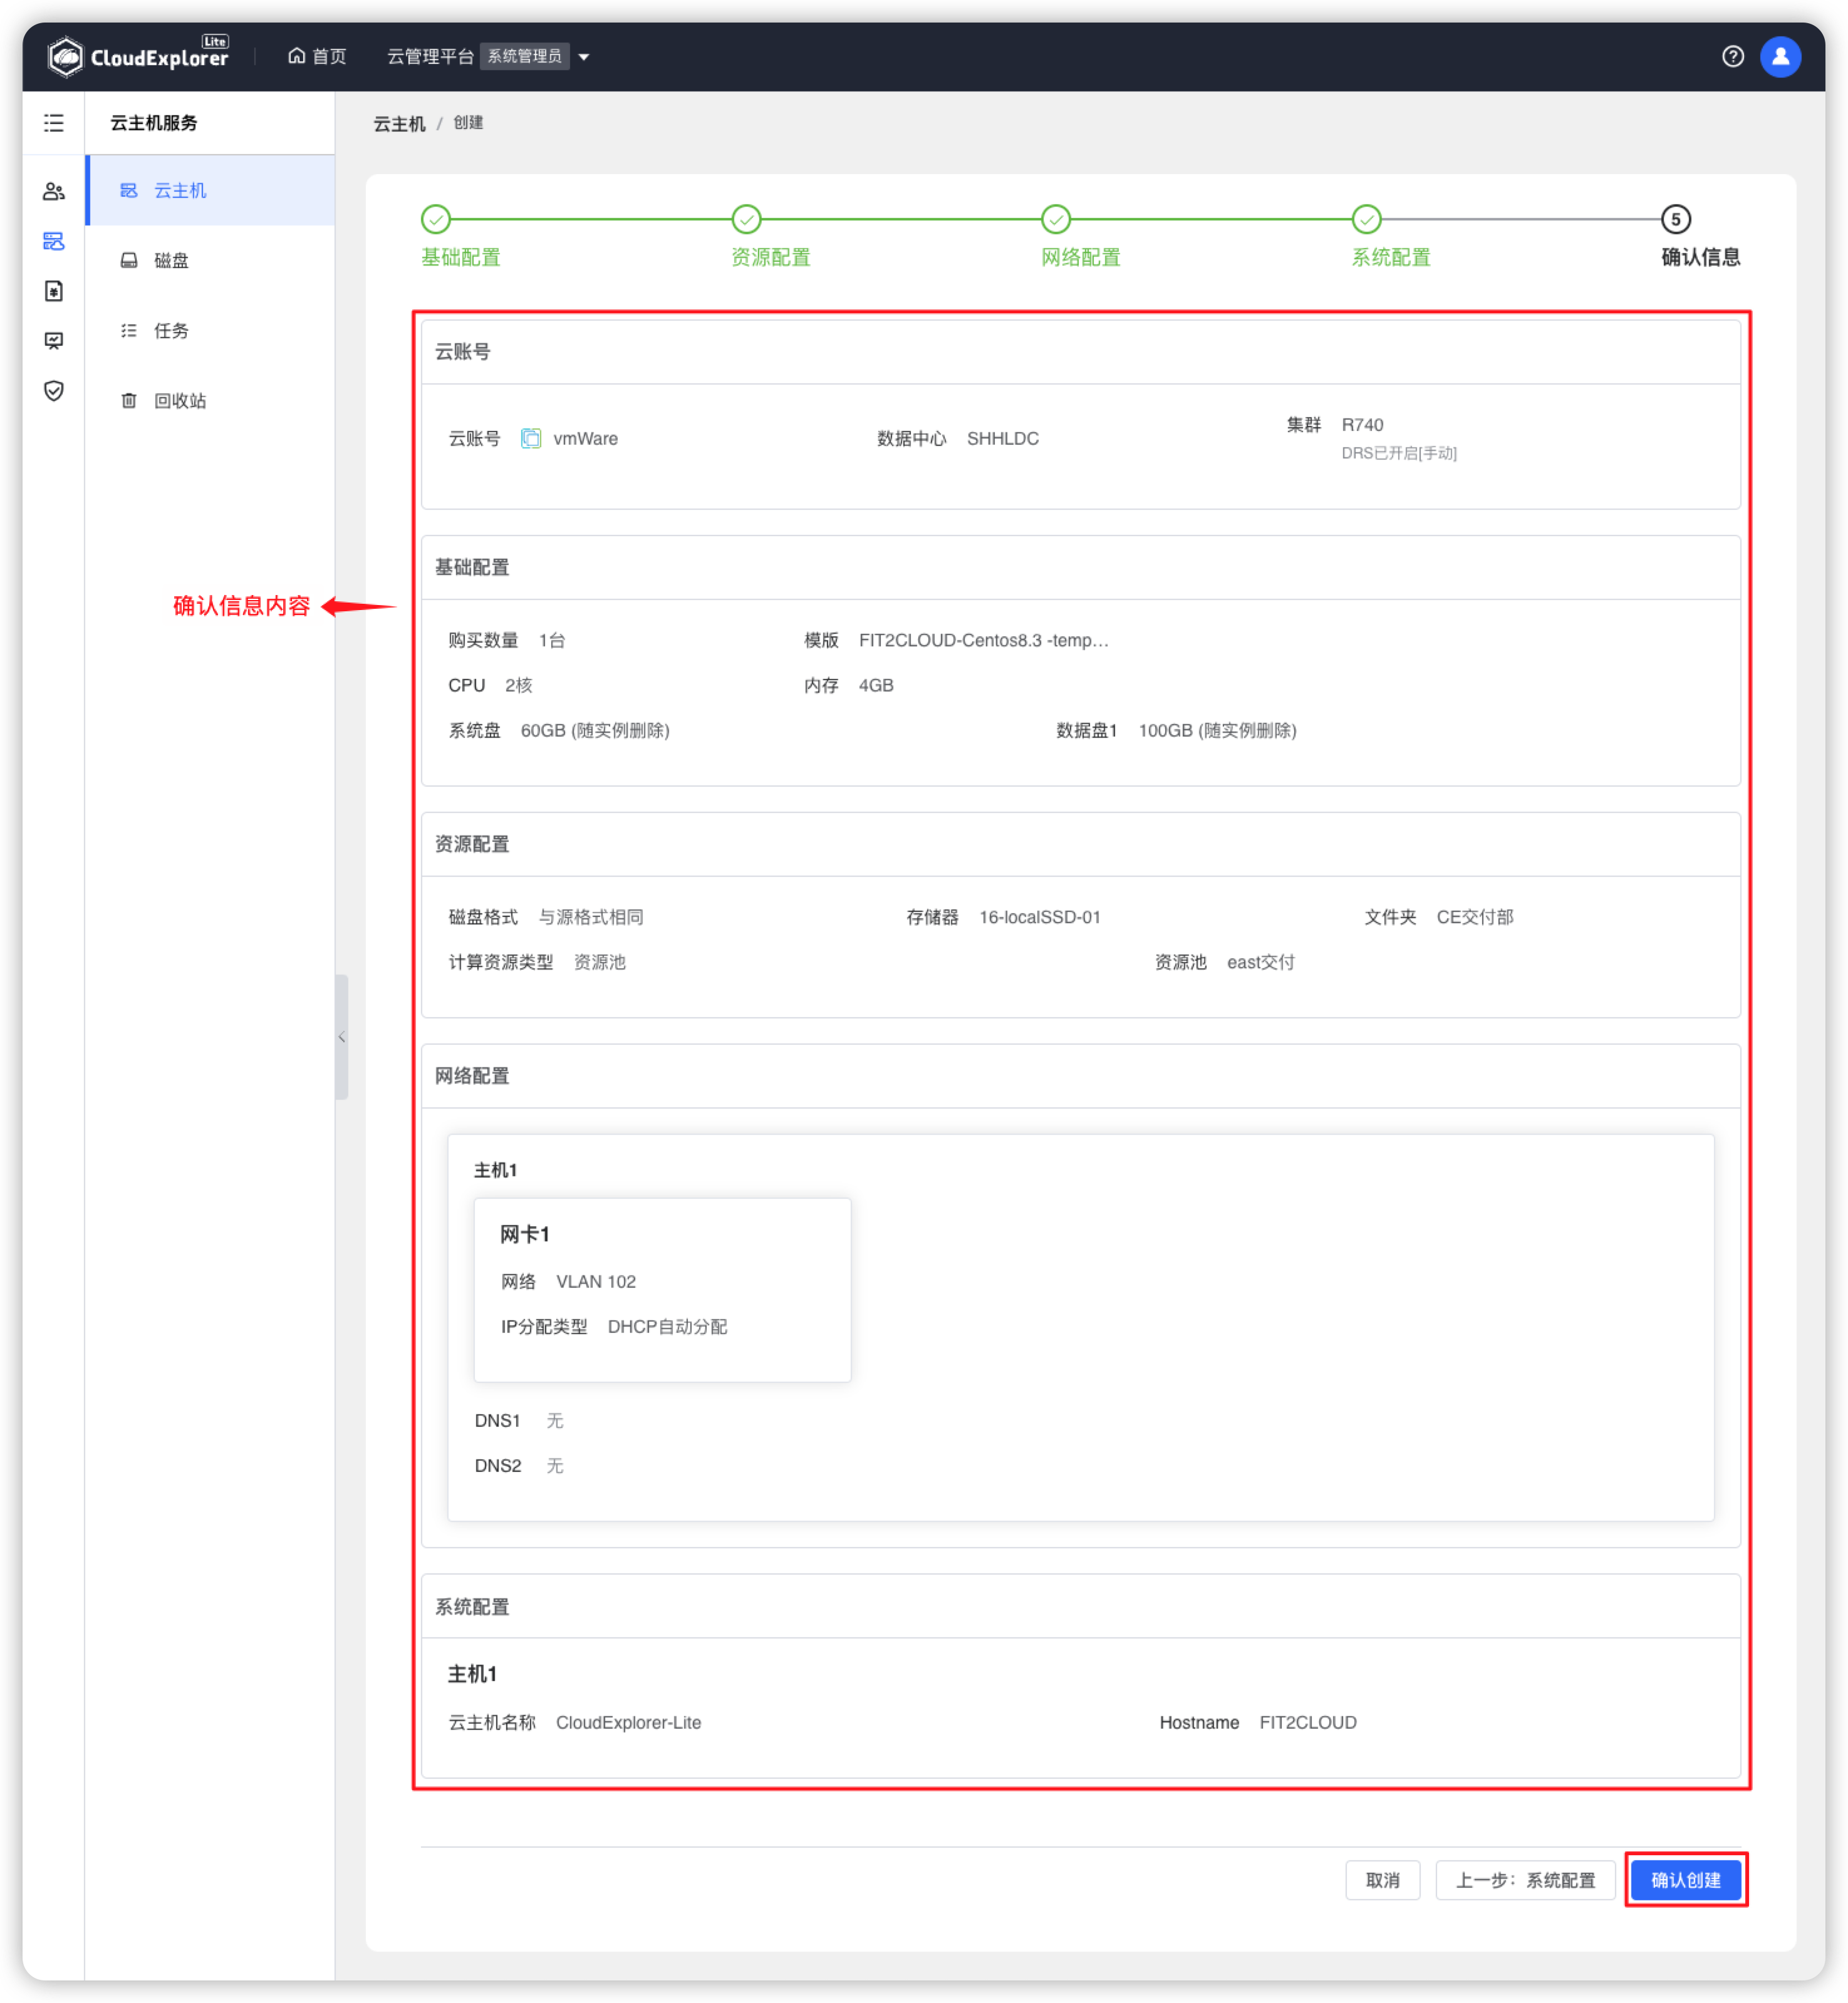 CloudExplorer Lite 首页 云管理平台 系统管理员
云主机服务
云主机
磁盘
任务
回收站
云主机 / 创建
5
基础配置 资源配置 网络配置 系统配置 确认信息
云账号
云账号 vmWare 数据中心 SHHLDC 集群 R740
DRS已开启[手动]
基础配置
确认信息内容
购买数量 1台 模版 FIT2CLOUD-Centos8.3 -temp...
CPU 2核 内存 4GB
系统盘 60GB (随实例删除) 数据盘1 100GB (随实例删除)
资源配置
磁盘格式 与源格式相同 存储器 16-localSSD-01 文件夹 CE交付部
计算资源类型 资源池 资源池 east交付
网络配置
主机1
网卡1
网络 VLAN 102
IP分配类型 DHCP自动分配
DNS1 无
DNS2 无
系统配置
主机1
云主机名称 CloudExplorer-Lite Hostname FIT2CLOUD
取消 上一步：系统配置 确认创建